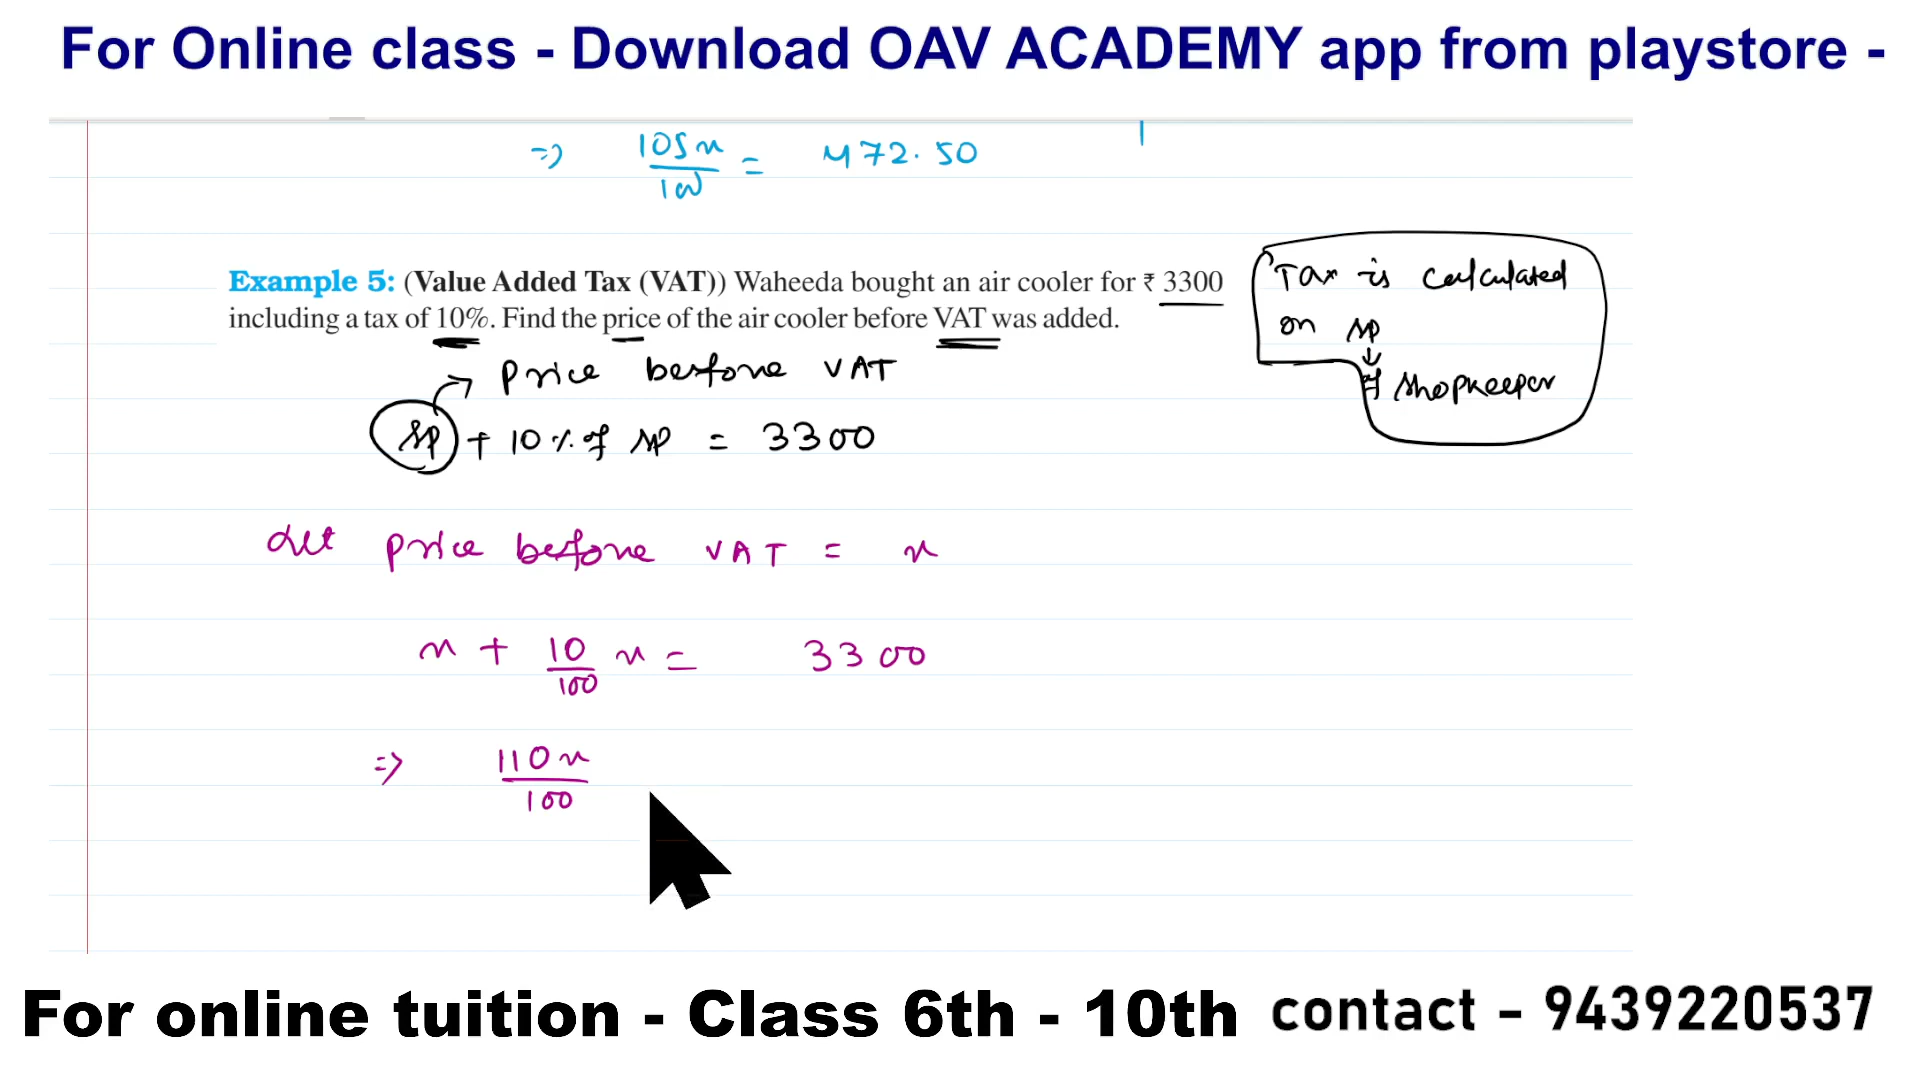 For Online class - Download OAV ACADEMY app from playstore -
=> 105x/100 = 472.50
Example 5: (Value Added Tax (VAT)) Waheeda bought an air cooler for ₹ 3300
including a tax of 10%. Find the price of the air cooler before VAT was added.
Tax is calculated
on SP
↓
of Shopkeeper
→ Price before VAT
SP + 10% of SP = 3300
Let price before VAT = x
x + 10/100 x = 3300
=> 110x/100
For online tuition - Class 6th - 10th contact - 9439220537